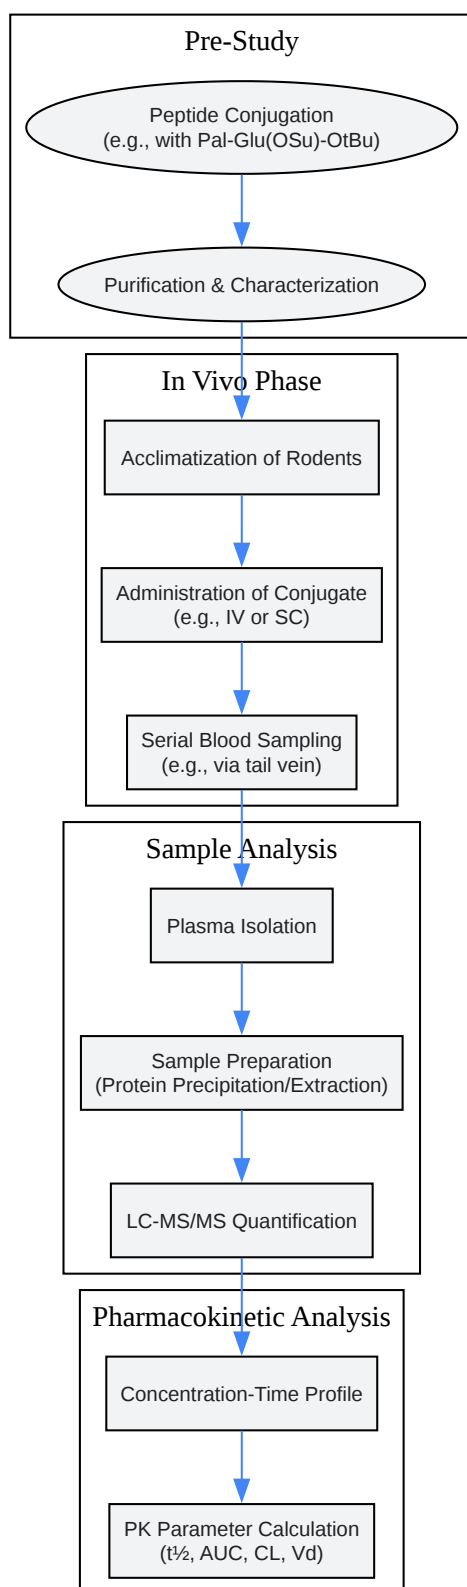 Pre-Study
Peptide Conjugation
(e.g., with Pal-Glu(OSu)-OtBu)
Purification & Characterization
In Vivo Phase
Acclimatization of Rodents
Administration of Conjugate
(e.g., IV or SC)
Serial Blood Sampling
(e.g., via tail vein)
Sample Analysis
Plasma Isolation
Sample Preparation
(Protein Precipitation/Extraction)
LC-MS/MS Quantification
Pharmacokinetic Analysis
Concentration-Time Profile
PK Parameter Calculation
(t½, AUC, CL, Vd)